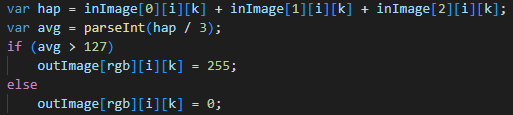 var hap = inImage[0][i][k] + inImage[1][i][k] + inImage[2][i][k];
var avg = parseInt(hap / 3);
if (avg > 127)
    outImage[rgb][i][k] = 255;
else
    outImage[rgb][i][k] = 0;